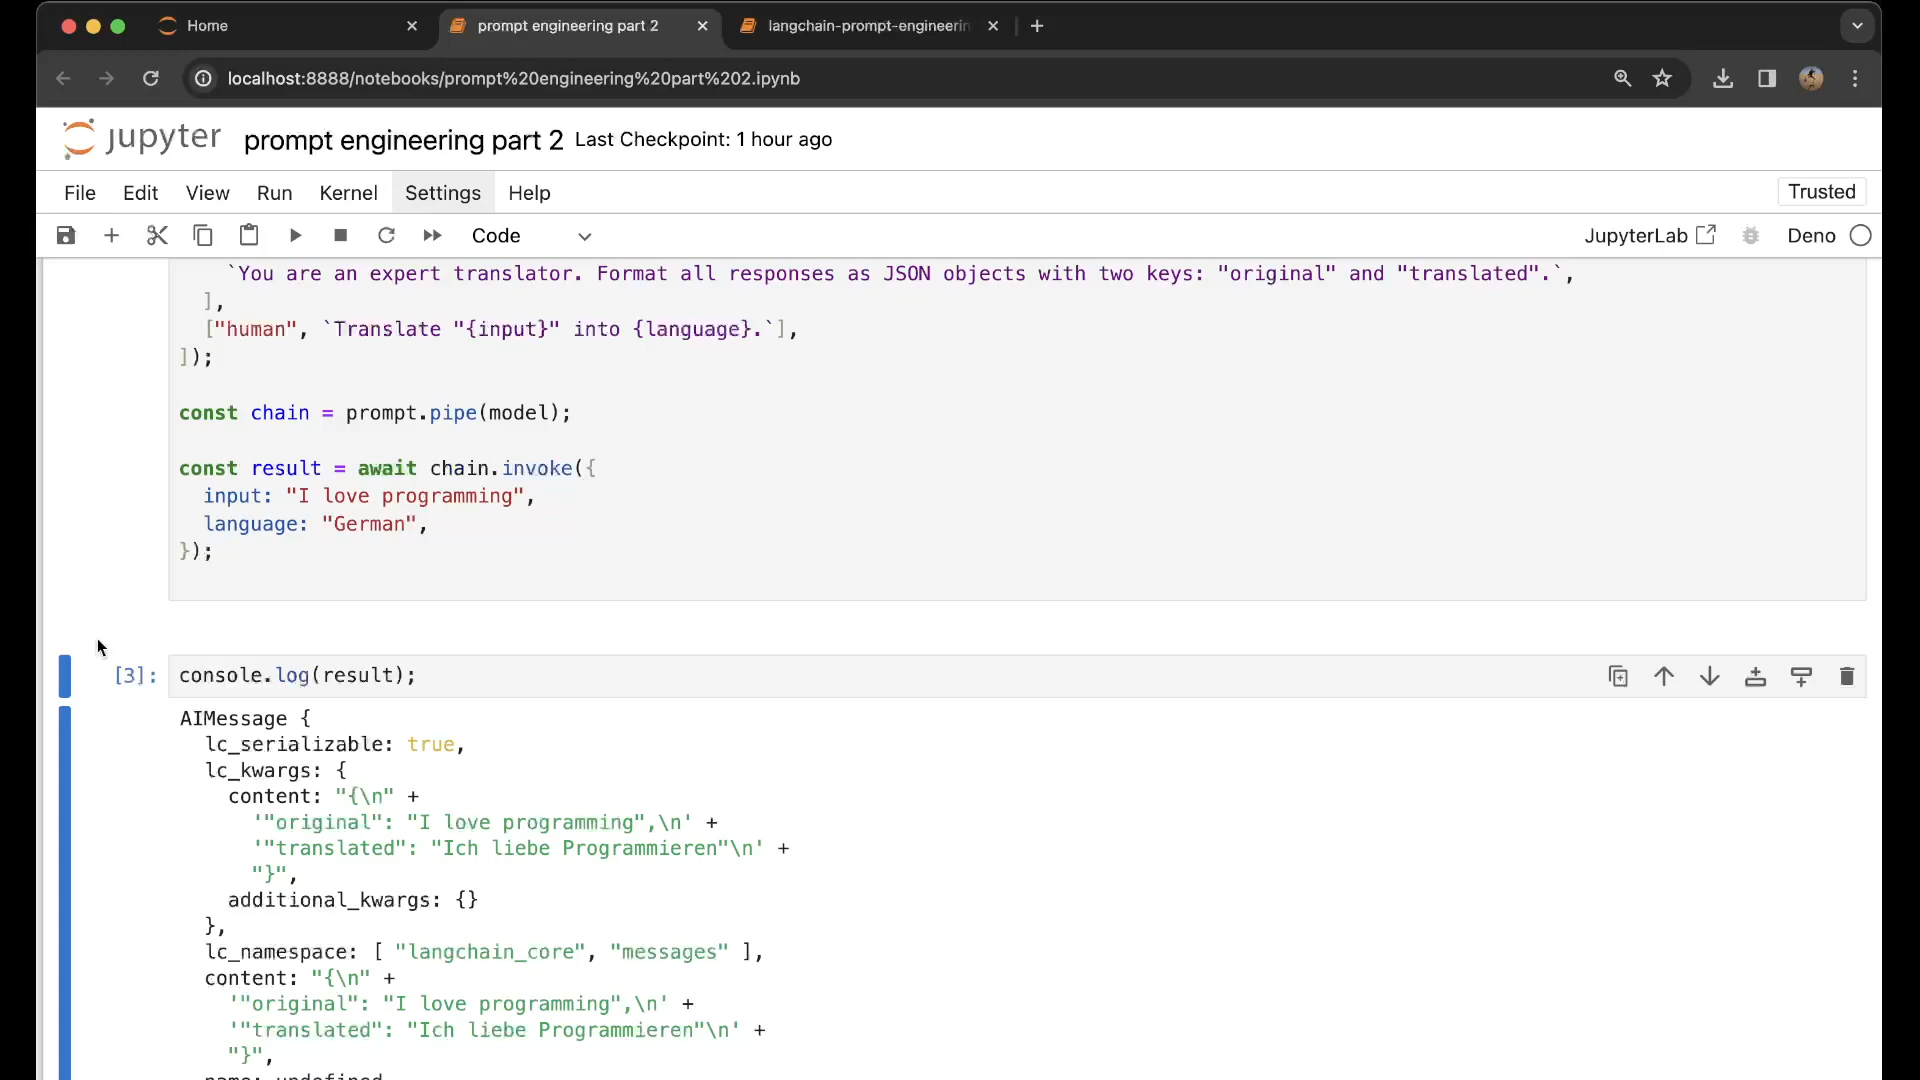 Home
prompt engineering part 2
langchain-prompt-engineerin
localhost:8888/notebooks/prompt%20engineering%20part%202.ipynb
jupyter prompt engineering part 2 Last Checkpoint: 1 hour ago
File Edit View Run Kernel Settings Help Trusted
Code JupyterLab Deno
`You are an expert translator. Format all responses as JSON objects with two keys: "original" and "translated".`,
],
["human", `Translate "{input}" into {language}.`],
]);
const chain = prompt.pipe(model);
const result = await chain.invoke({
input: "I love programming",
language: "German",
});
[3]: console.log(result);
AIMessage {
lc_serializable: true,
lc_kwargs: {
content: "{\n" +
'"original": "I love programming",\n' +
'"translated": "Ich liebe Programmieren"\n' +
"}",
additional_kwargs: {}
},
lc_namespace: [ "langchain_core", "messages" ],
content: "{\n" +
'"original": "I love programming",\n' +
'"translated": "Ich liebe Programmieren"\n' +
"}",
name: undefined